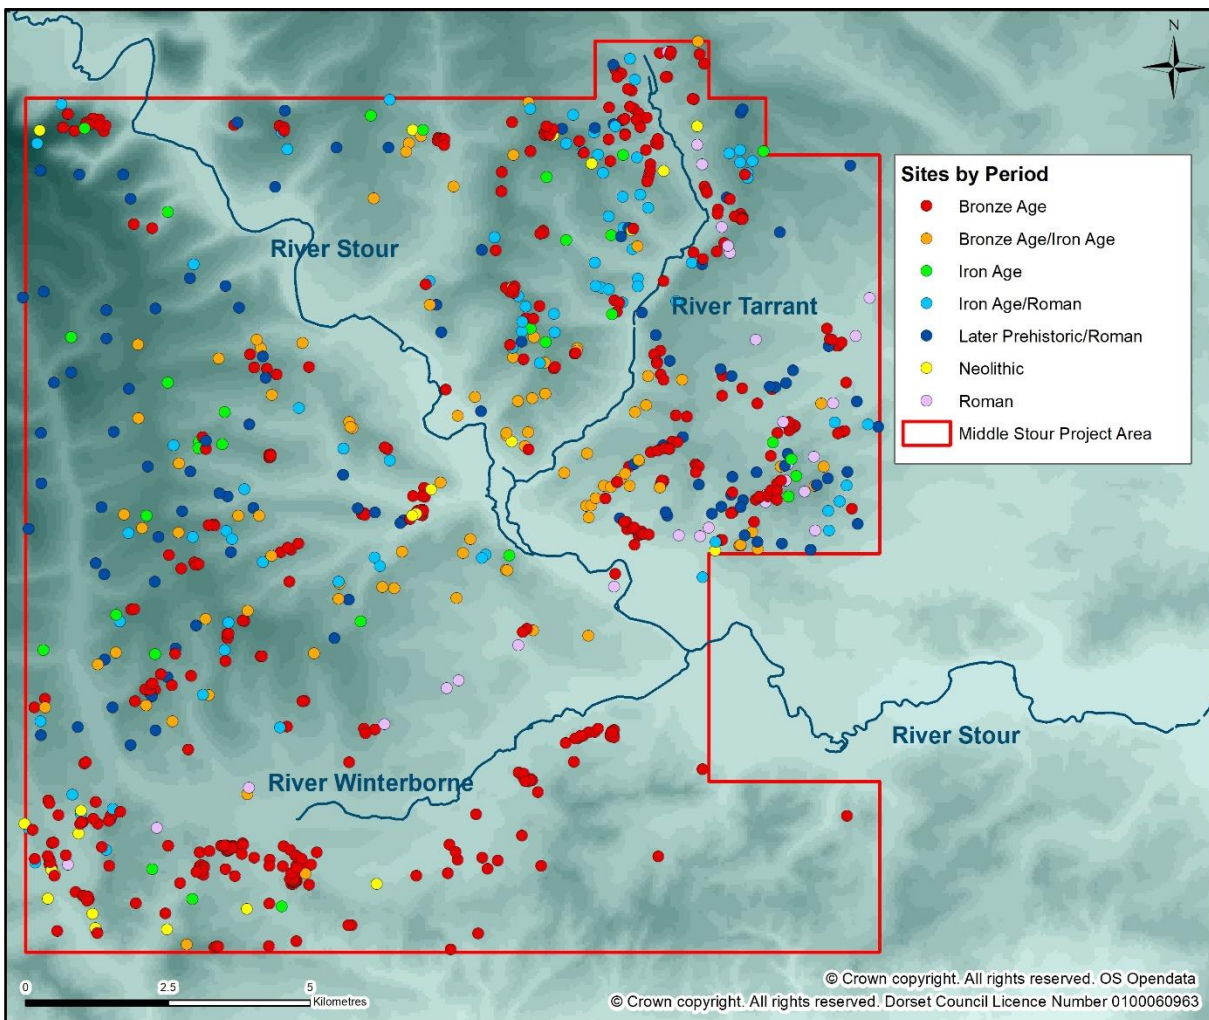 N
Sites by Period
Bronze Age
Bronze Age/Iron Age
Iron Age
Iron Age/Roman
Later Prehistoric/Roman
Neolithic
Roman
Middle Stour Project Area
River Stour
River Tarrant
River Stour
River Winterborne
0 2.5 5
Kilometres
© Crown copyright. All rights reserved. OS Opendata
© Crown copyright. All rights reserved. Dorset Council Licence Number 0100060963